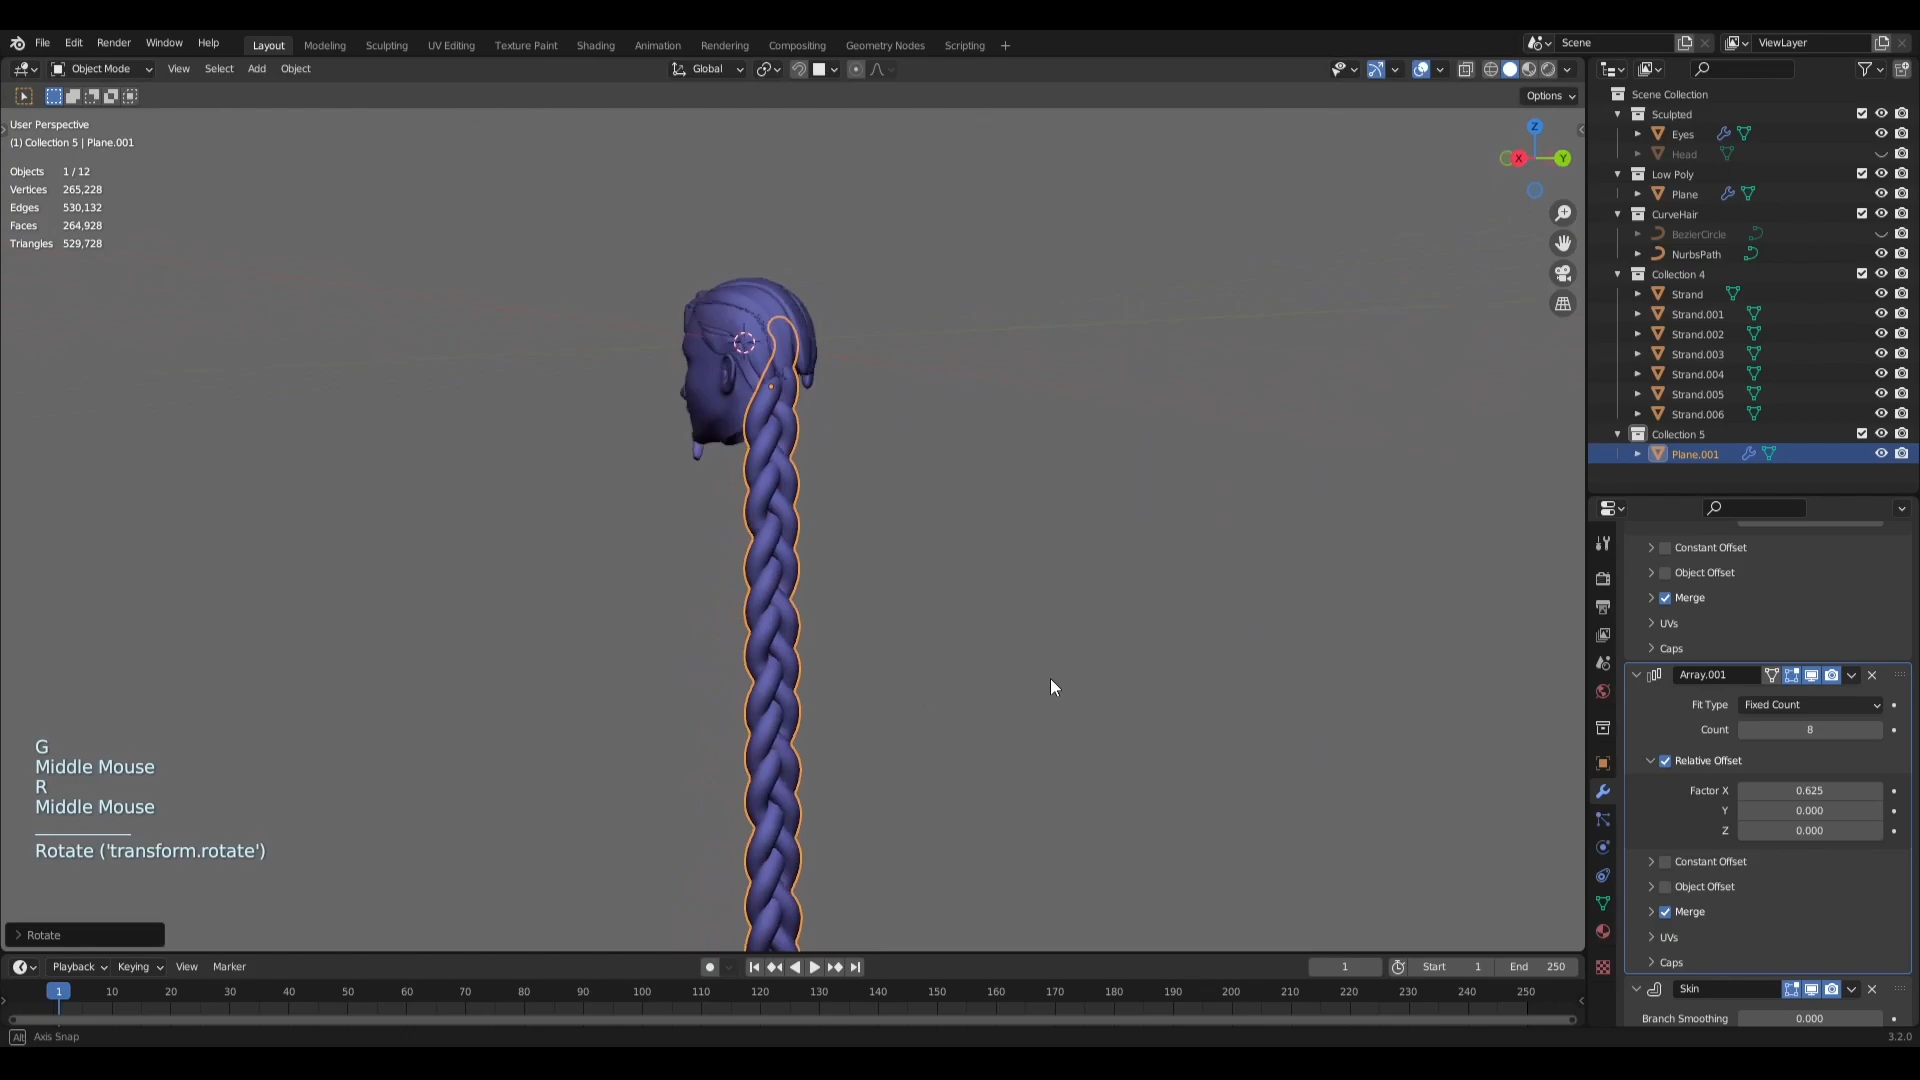 File Edit Render Window Help Layout Modeling Sculpting UV Editing Texture Paint Shading Animation Rendering Compositing Geometry Nodes Scripting + Scene ViewLayer
Object Mode View Select Add Object Global
Options
User Perspective
(1) Collection 5 | Plane.001
Objects 1 / 12
Vertices 265,228
Edges 530,132
Faces 264,928
Triangles 529,728
Z
X Y
G
Middle Mouse
R
Middle Mouse
Rotate ('transform.rotate')
Rotate
Scene Collection
Sculpted
Eyes
Head
Low Poly
Plane
CurveHair
BezierCircle
NurbsPath
Collection 4
Strand
Strand.001
Strand.002
Strand.003
Strand.004
Strand.005
Strand.006
Collection 5
Plane.001
Constant Offset
Object Offset
Merge
UVs
Caps
Array.001
Fit Type Fixed Count
Count 8
Relative Offset
Factor X 0.625
Y 0.000
Z 0.000
Constant Offset
Object Offset
Merge
UVs
Caps
Skin
Branch Smoothing 0.000
Playback Keying View Marker 1 Start 1 End 250
1 10 20 30 40 50 60 70 80 90 100 110 120 130 140 150 160 170 180 190 200 210 220 230 240 250
Alt Axis Snap 3.2.0